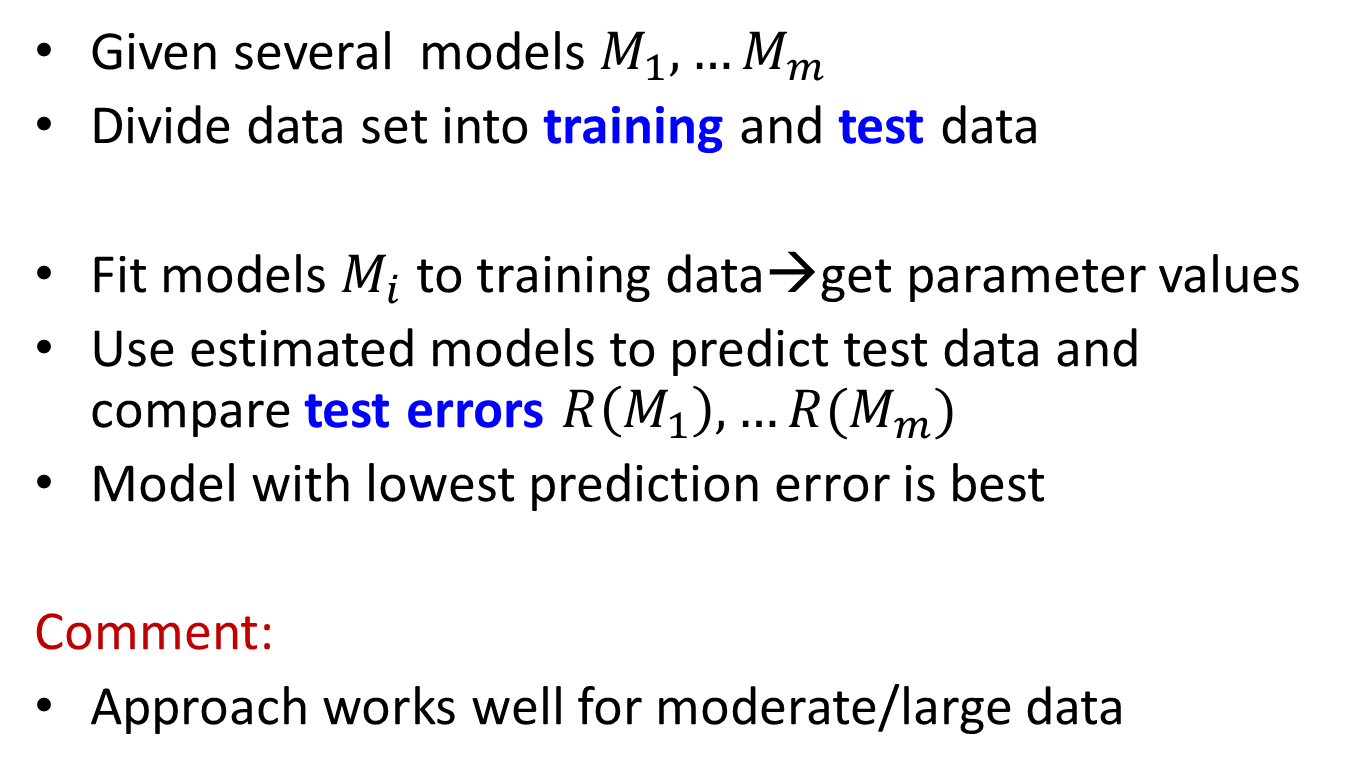 • Given several models 𝑀₁, … 𝑀ₘ
• Divide data set into training and test data
• Fit models 𝑀ᵢ to training data→get parameter values
• Use estimated models to predict test data and
compare test errors 𝑅(𝑀₁), … 𝑅(𝑀ₘ)
• Model with lowest prediction error is best
Comment:
• Approach works well for moderate/large data